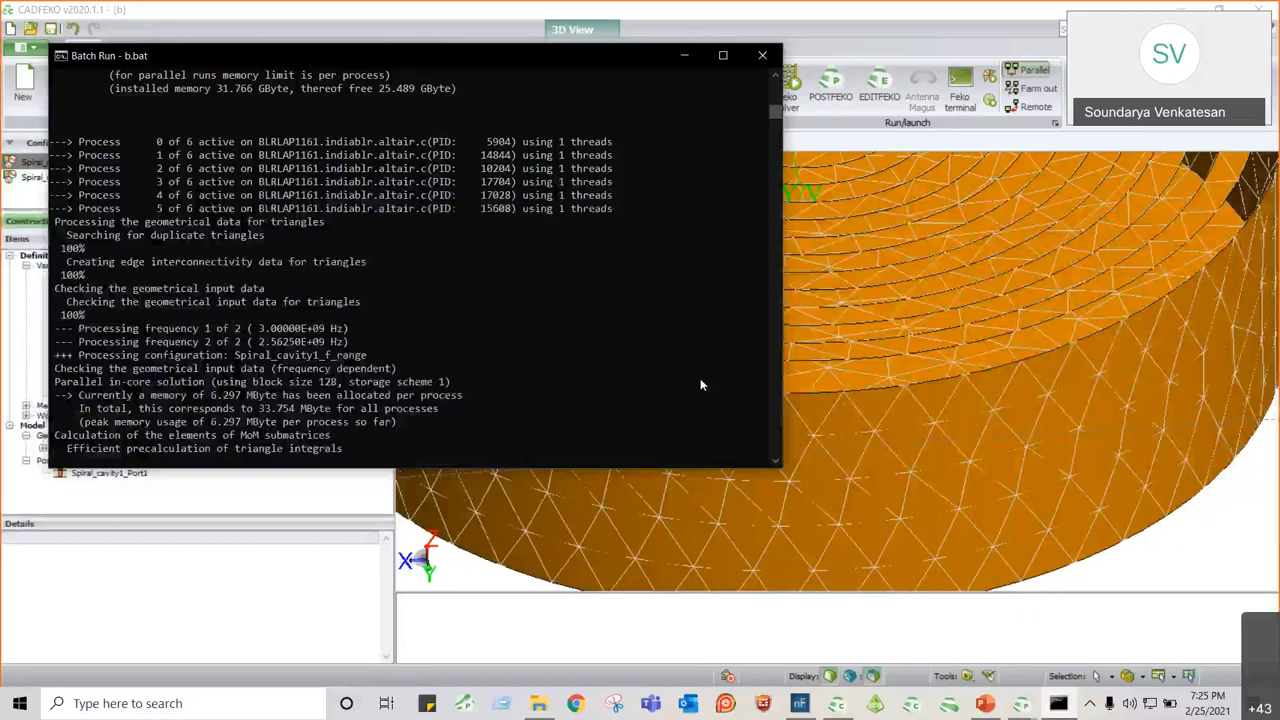 CADFEKO v2020.1.1 - [b]
3D View
Batch Run - b.bat
(for parallel runs memory limit is per process)
(installed memory 31.766 GByte, thereof free 25.489 GByte)
---> Process 0 of 6 active on BLRLAP1161.indiablr.altair.c(PID: 5904) using 1 threads
---> Process 1 of 6 active on BLRLAP1161.indiablr.altair.c(PID: 14844) using 1 threads
---> Process 2 of 6 active on BLRLAP1161.indiablr.altair.c(PID: 10204) using 1 threads
---> Process 3 of 6 active on BLRLAP1161.indiablr.altair.c(PID: 17704) using 1 threads
---> Process 4 of 6 active on BLRLAP1161.indiablr.altair.c(PID: 17028) using 1 threads
---> Process 5 of 6 active on BLRLAP1161.indiablr.altair.c(PID: 15608) using 1 threads
Processing the geometrical data for triangles
Searching for duplicate triangles
100%
Creating edge interconnectivity data for triangles
100%
Checking the geometrical input data
Checking the geometrical input data for triangles
100%
--- Processing frequency 1 of 2 ( 3.00000E+09 Hz)
--- Processing frequency 2 of 2 ( 2.56250E+09 Hz)
+++ Processing configuration: Spiral_cavity1_f_range
Checking the geometrical input data (frequency dependent)
Parallel in-core solution (using block size 128, storage scheme 1)
--> Currently a memory of 6.297 MByte has been allocated per process
In total, this corresponds to 33.754 MByte for all processes
(peak memory usage of 6.297 MByte per process so far)
Calculation of the elements of MoM submatrices
Efficient precalculation of triangle integrals
New
POSTFEKO
EDITFEKO
Antenna
Magus
Feko
terminal
Parallel
Farm out
Remote
Run/launch
SV
Soundarya Venkatesan
Items
Spiral_cavity1_Port1
Details
X
Y
Display:
Tools:
Selection:
Type here to search
7:25 PM
2/25/2021
+43